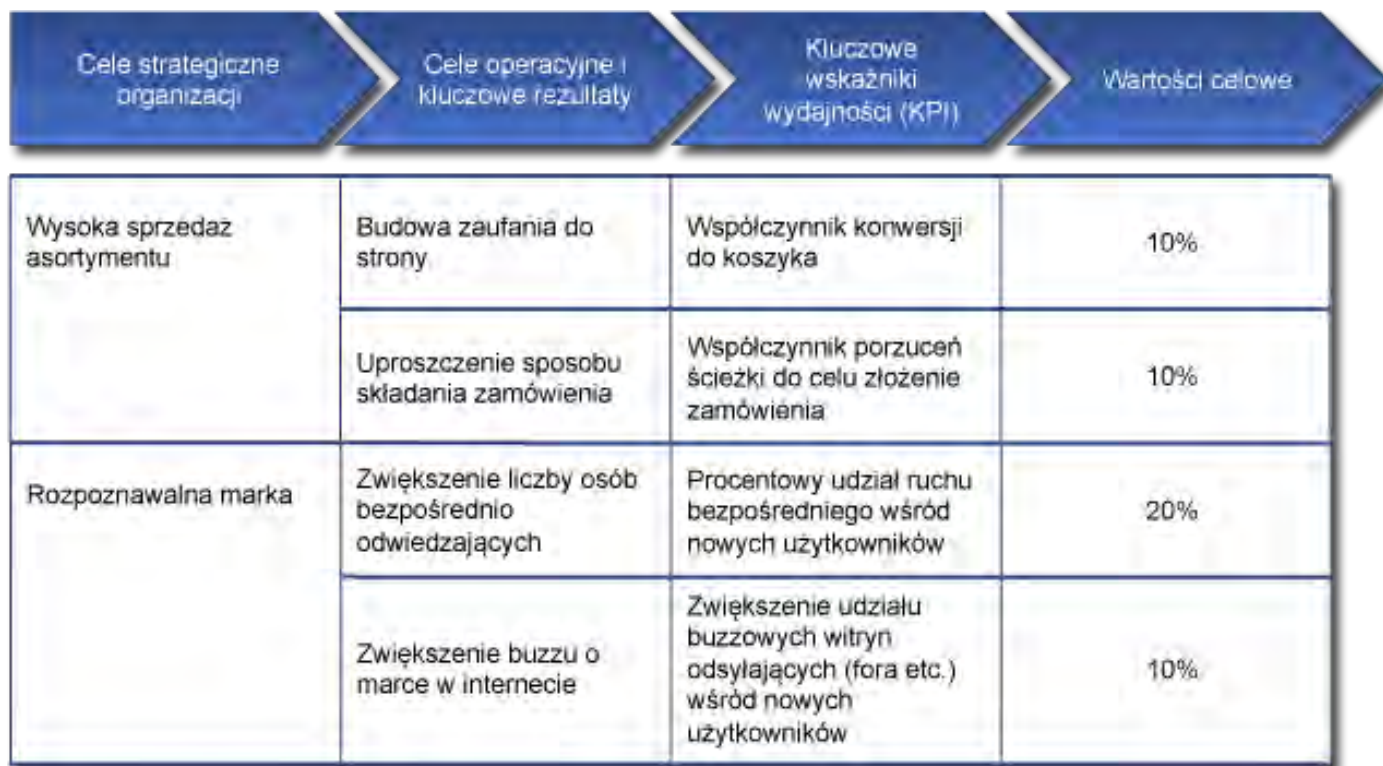 Cele strategiczne
organizacji
Cele operacyjne i
kluczowe rezultaty
Kluczowe
wskaźniki
wydajności (KPI)
Wartości celowe
Wysoka sprzedaż
asortymentu
Budowa zaufania do
strony
Współczynnik konwersji
do koszyka
10%
Uproszczenie sposobu
składania zamówienia
Współczynnik porzuceń
ścieżki do celu złożenie
zamówienia
10%
Rozpoznawalna marka
Zwiększenie liczby osób
bezpośrednio
odwiedzających
Procentowy udział ruchu
bezpośredniego wśród
nowych użytkowników
20%
Zwiększenie buzzu o
marce w internecie
Zwiększenie udziału
buzzowych witryn
odsyłających (fora etc.)
wśród nowych
użytkowników
10%